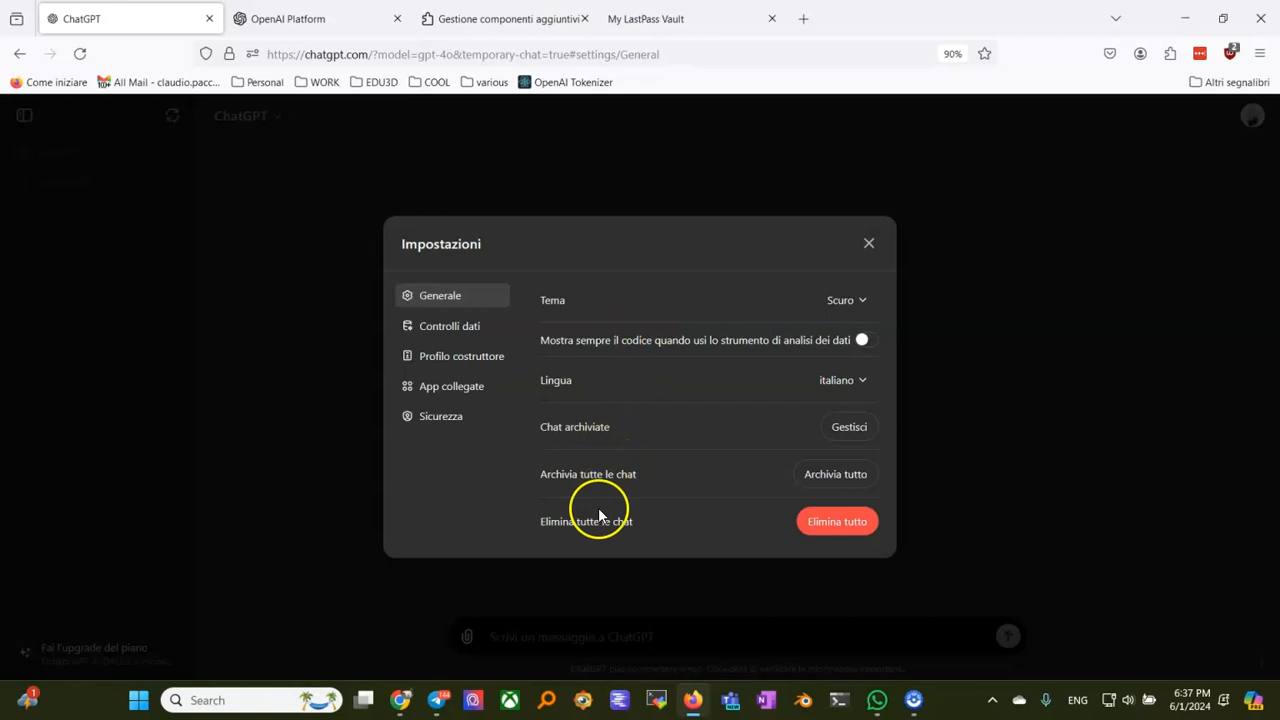 ChatGPT
OpenAI Platform
Gestione componenti aggiuntivi
My LastPass Vault
https://chatgpt.com/?model=gpt-4o&temporary-chat=true#settings/General
90%
2
Come iniziare
All Mail - claudio.pacc...
Personal
WORK
EDU3D
COOL
various
OpenAI Tokenizer
Altri segnalibri
ChatGPT
Impostazioni
Generale
Controlli dati
Profilo costruttore
App collegate
Sicurezza
Tema
Scuro
Mostra sempre il codice quando usi lo strumento di analisi dei dati
Lingua
italiano
Chat archiviate
Gestisci
Archivia tutte le chat
Archivia tutto
Elimina tutte le chat
Elimina tutto
Fai l'upgrade del piano
Scrivi un messaggio a ChatGPT
1
Search
ENG
6:37 PM
6/1/2024